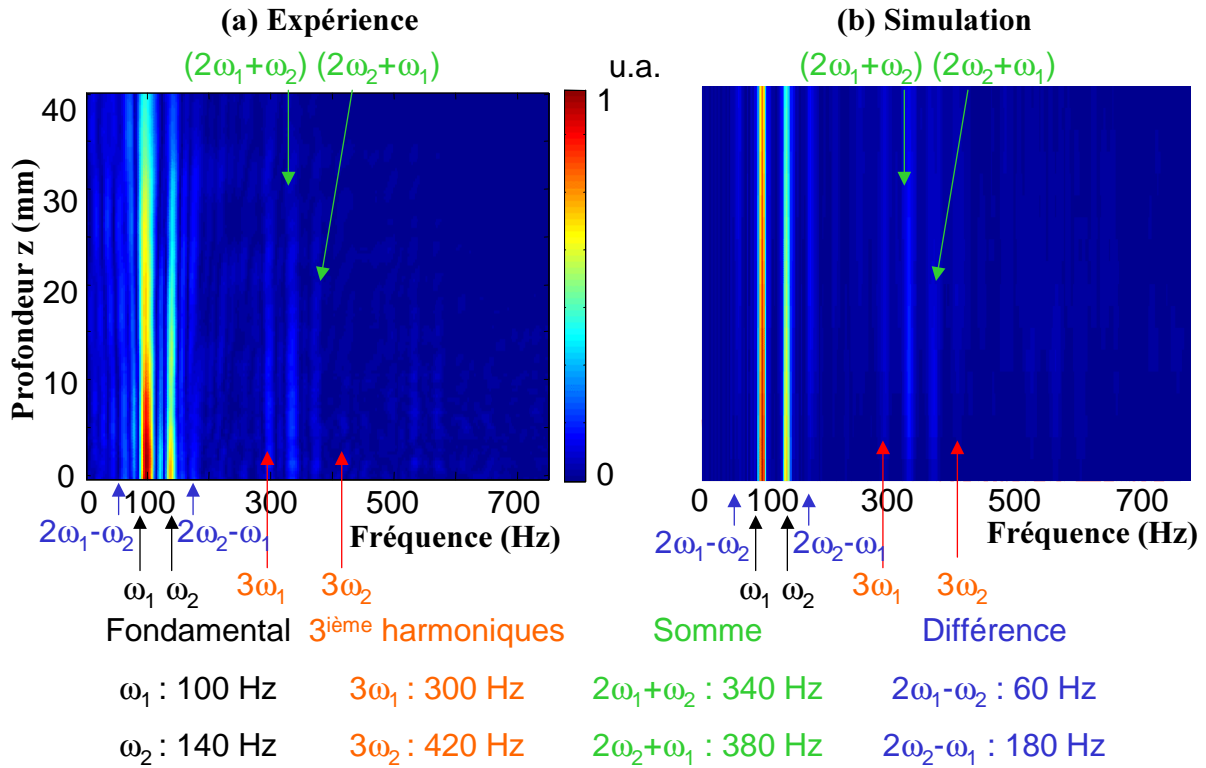 (a) Expérience
(b) Simulation
(2ω₁+ω₂) (2ω₂+ω₁)
u.a.
(2ω₁+ω₂) (2ω₂+ω₁)
Profondeur z (mm)
40
30
20
10
0
1
0
0 100 300 500 700
0 100 300 500 700
2ω₁-ω₂
2ω₂-ω₁
Fréquence (Hz)
2ω₁-ω₂
2ω₂-ω₁
Fréquence (Hz)
ω₁ ω₂ 3ω₁ 3ω₂
ω₁ ω₂ 3ω₁ 3ω₂
Fondamental 3ième harmoniques Somme Différence
ω₁ : 100 Hz 3ω₁ : 300 Hz 2ω₁+ω₂ : 340 Hz 2ω₁-ω₂ : 60 Hz
ω₂ : 140 Hz 3ω₂ : 420 Hz 2ω₂+ω₁ : 380 Hz 2ω₂-ω₁ : 180 Hz